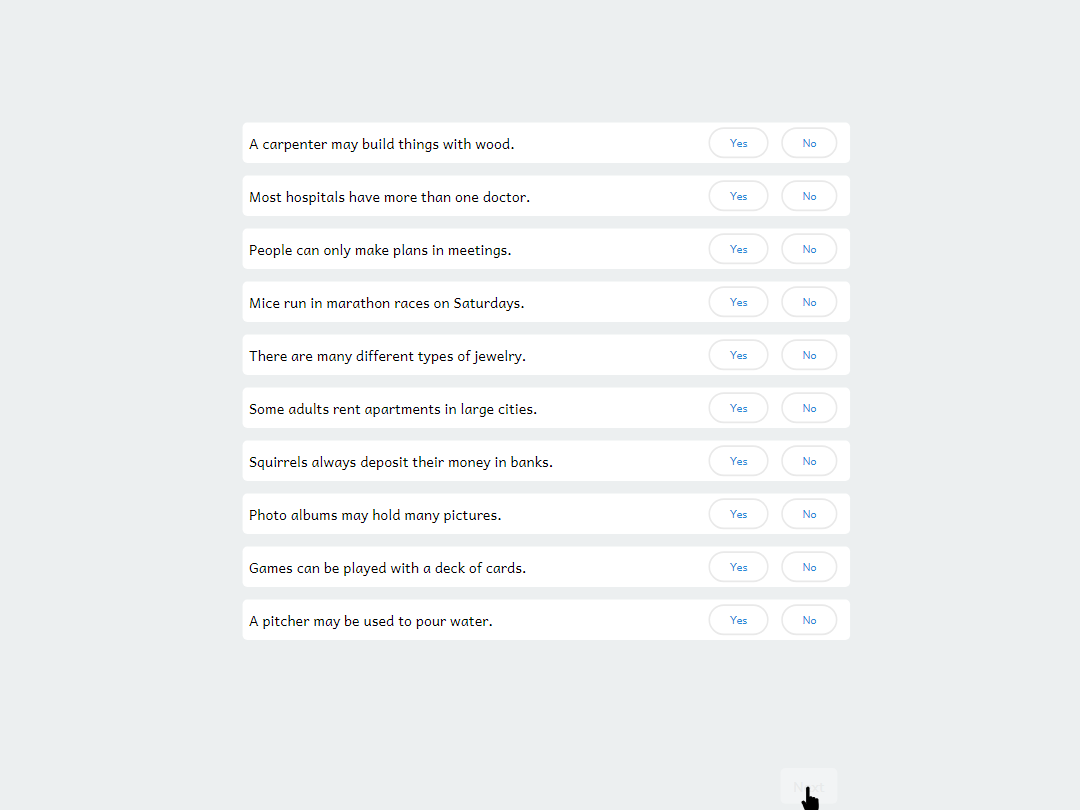 A carpenter may build things with wood. Yes No
Most hospitals have more than one doctor. Yes No
People can only make plans in meetings. Yes No
Mice run in marathon races on Saturdays. Yes No
There are many different types of jewelry. Yes No
Some adults rent apartments in large cities. Yes No
Squirrels always deposit their money in banks. Yes No
Photo albums may hold many pictures. Yes No
Games can be played with a deck of cards. Yes No
A pitcher may be used to pour water. Yes No